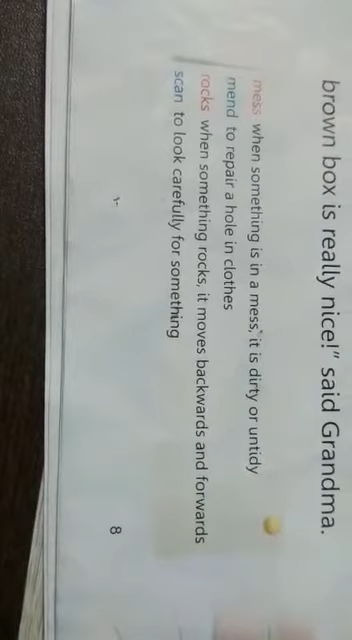 brown box is really nice!” said Grandma.
mess when something is in a mess, it is dirty or untidy
mend to repair a hole in clothes
rocks when something rocks, it moves backwards and forwards
scan to look carefully for something
8